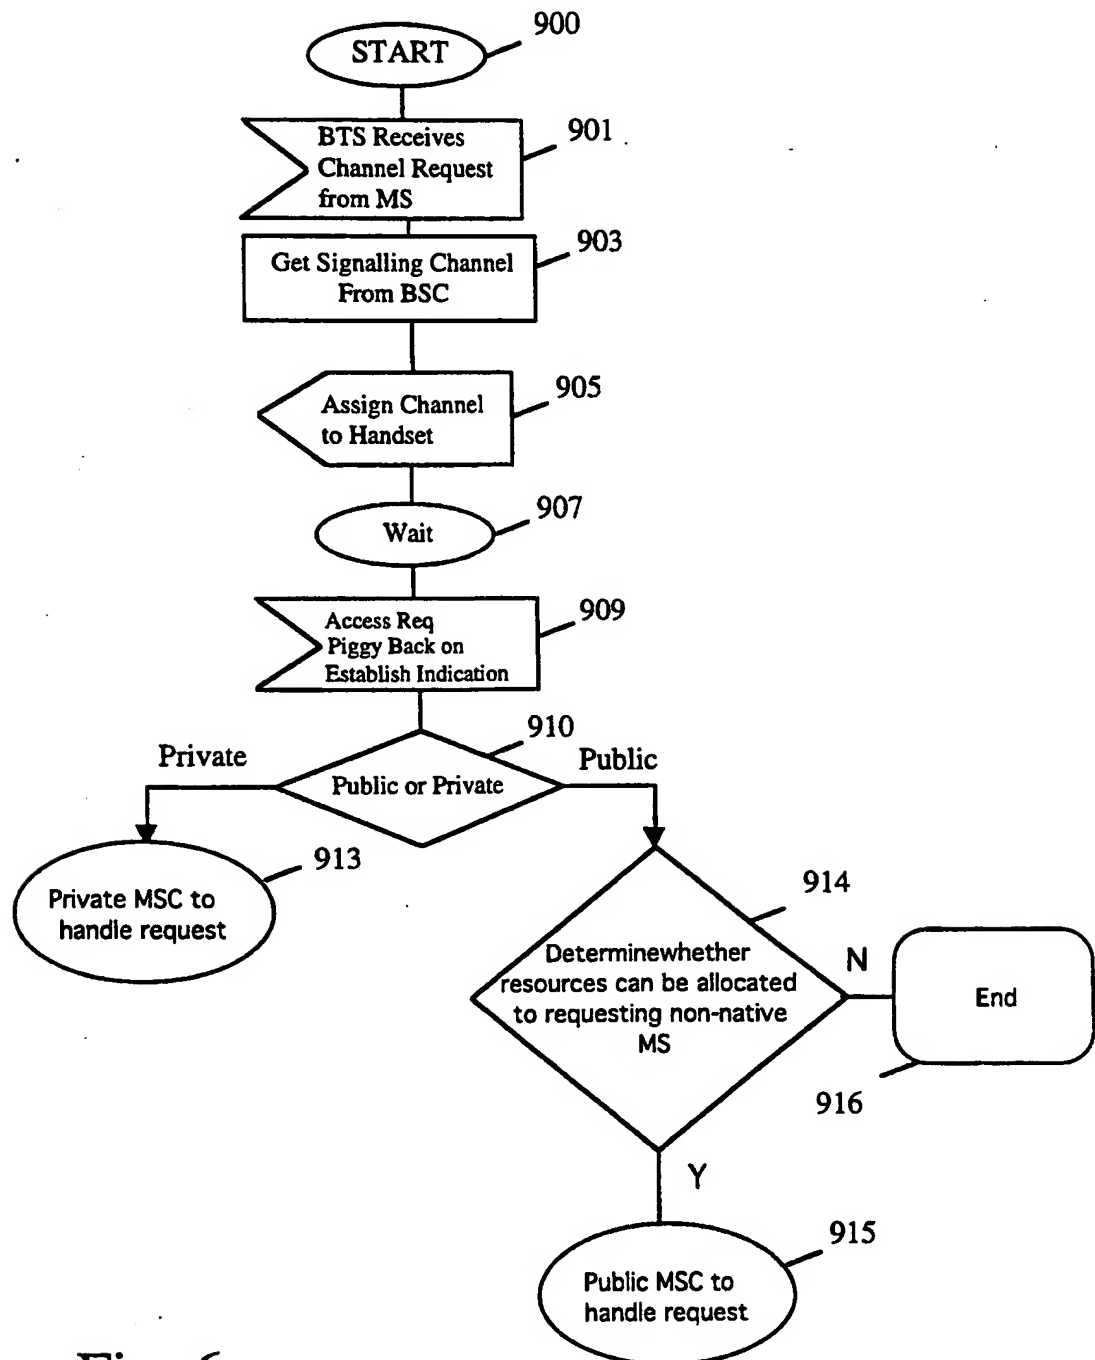 900
START
901
BTS Receives
Channel Request
from MS
903
Get Signalling Channel
From BSC
905
Assign Channel
to Handset
907
Wait
909
Access Req
Piggy Back on
Establish Indication
910
Private
Public
Public or Private
913
Private MSC to
handle request
914
Determinewhether
resources can be allocated
to requesting non-native
MS
N
End
916
Y
915
Public MSC to
handle request